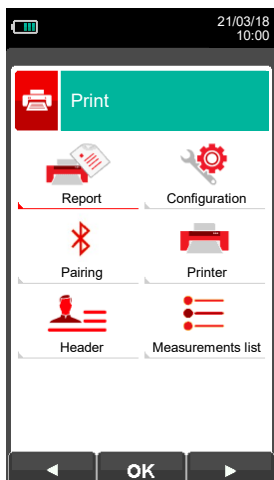 21/03/18
10:00
Print
Report Configuration
Pairing Printer
Header Measurements list
OK